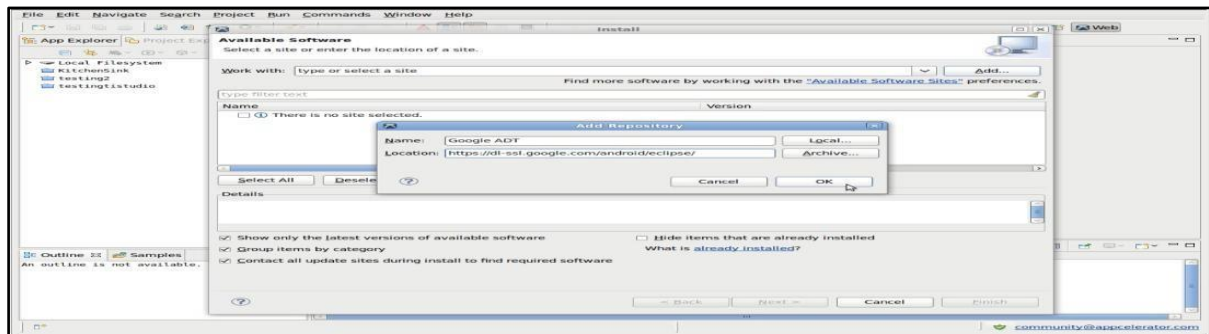 File Edit Navigate Search Project Run Commands Window Help
Install
Web
App Explorer Project Exp
Available Software
Select a site or enter the location of a site.
Local Filesystem
KitchenSink
testing2
testingtistudio
Work with: type or select a site Add...
Find more software by working with the "Available Software Sites" preferences.
type filter text
Name Version
There is no site selected.
Add Repository
Name: Google ADT Local...
Location: https://dl-ssl.google.com/android/eclipse/ Archive...
Select All Desele
Cancel OK
Details
Show only the latest versions of available software Hide items that are already installed
Group items by category What is already installed?
Contact all update sites during install to find required software
Outline Samples
An outline is not available.
< Back Next > Cancel Finish
community@appcelerator.com